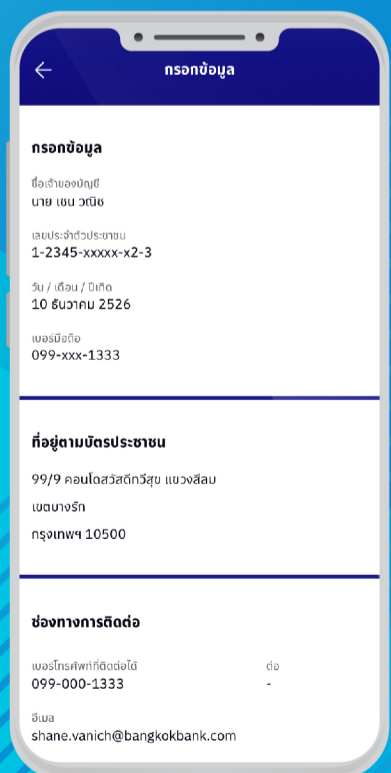 กรอกข้อมูล
กรอกข้อมูล
ชื่อเจ้าของบัญชี
นาย เชน วณิช
เลขประจำตัวประชาชน
1-2345-xxxxx-x2-3
วัน / เดือน / ปีเกิด
10 ธันวาคม 2526
เบอร์มือถือ
099-xxx-1333
ที่อยู่ตามบัตรประชาชน
99/9 คอนโดสวัสดีทวีสุข แขวงสีลม
เขตบางรัก
กรุงเทพฯ 10500
ช่องทางการติดต่อ
เบอร์โทรศัพท์ที่ติดต่อได้ ต่อ
099-000-1333 -
อีเมล
shane.vanich@bangkokbank.com